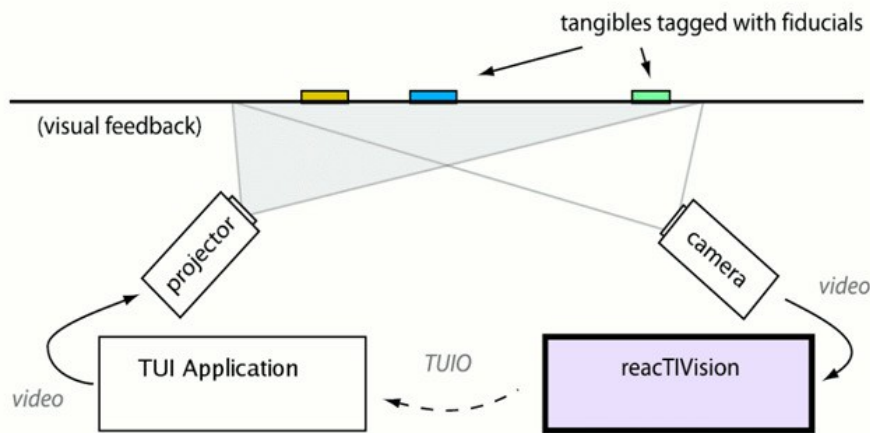 tangibles tagged with fiducials
(visual feedback)
projector
camera
video
TUI Application
TUIO
reacTIVision
video